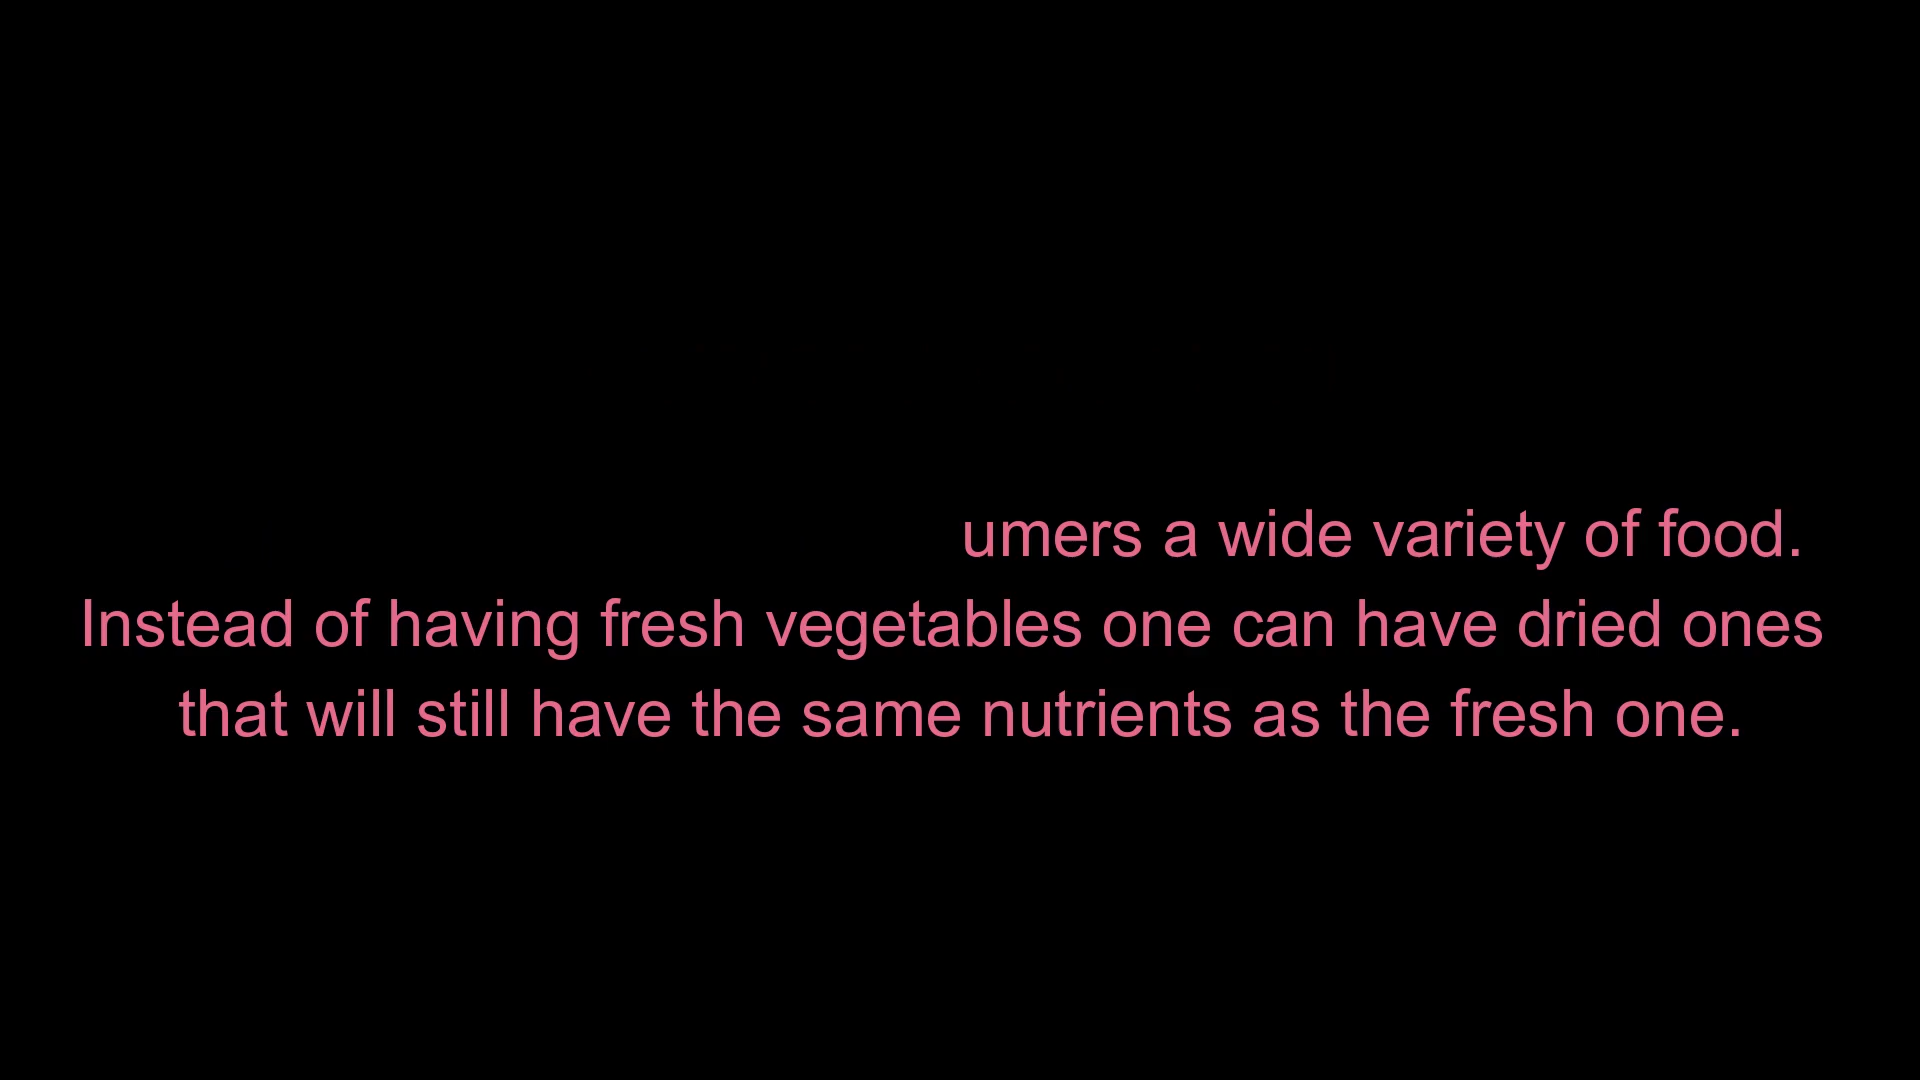 umers a wide variety of food.
Instead of having fresh vegetables one can have dried ones
that will still have the same nutrients as the fresh one.